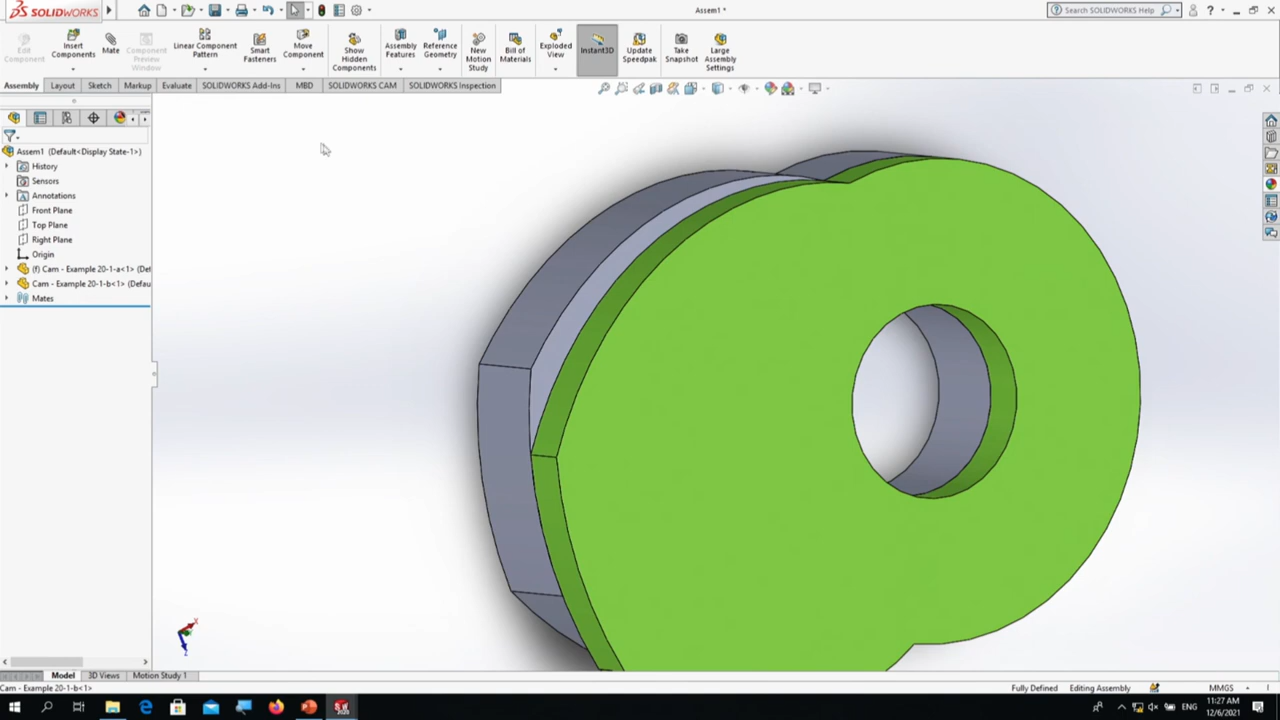 SOLIDWORKS
Assem1 *
Search SOLIDWORKS Help
Edit Component
Insert Components
Mate
Component Preview Window
Linear Component Pattern
Smart Fasteners
Move Component
Show Hidden Components
Assembly Features
Reference Geometry
New Motion Study
Bill of Materials
Exploded View
Instant3D
Update Speedpak
Take Snapshot
Large Assembly Settings
Assembly Layout Sketch Markup Evaluate SOLIDWORKS Add-Ins MBD SOLIDWORKS CAM SOLIDWORKS Inspection
Assem1 (Default<Display State-1>)
History
Sensors
Annotations
Front Plane
Top Plane
Right Plane
Origin
(f) Cam - Example 20-1-a<1> (Def
Cam - Example 20-1-b<1> (Defau
Mates
Model 3D Views Motion Study 1
Cam - Example 20-1-b<1> Fully Defined Editing Assembly MMGS
ENG
11:27 AM
12/6/2021